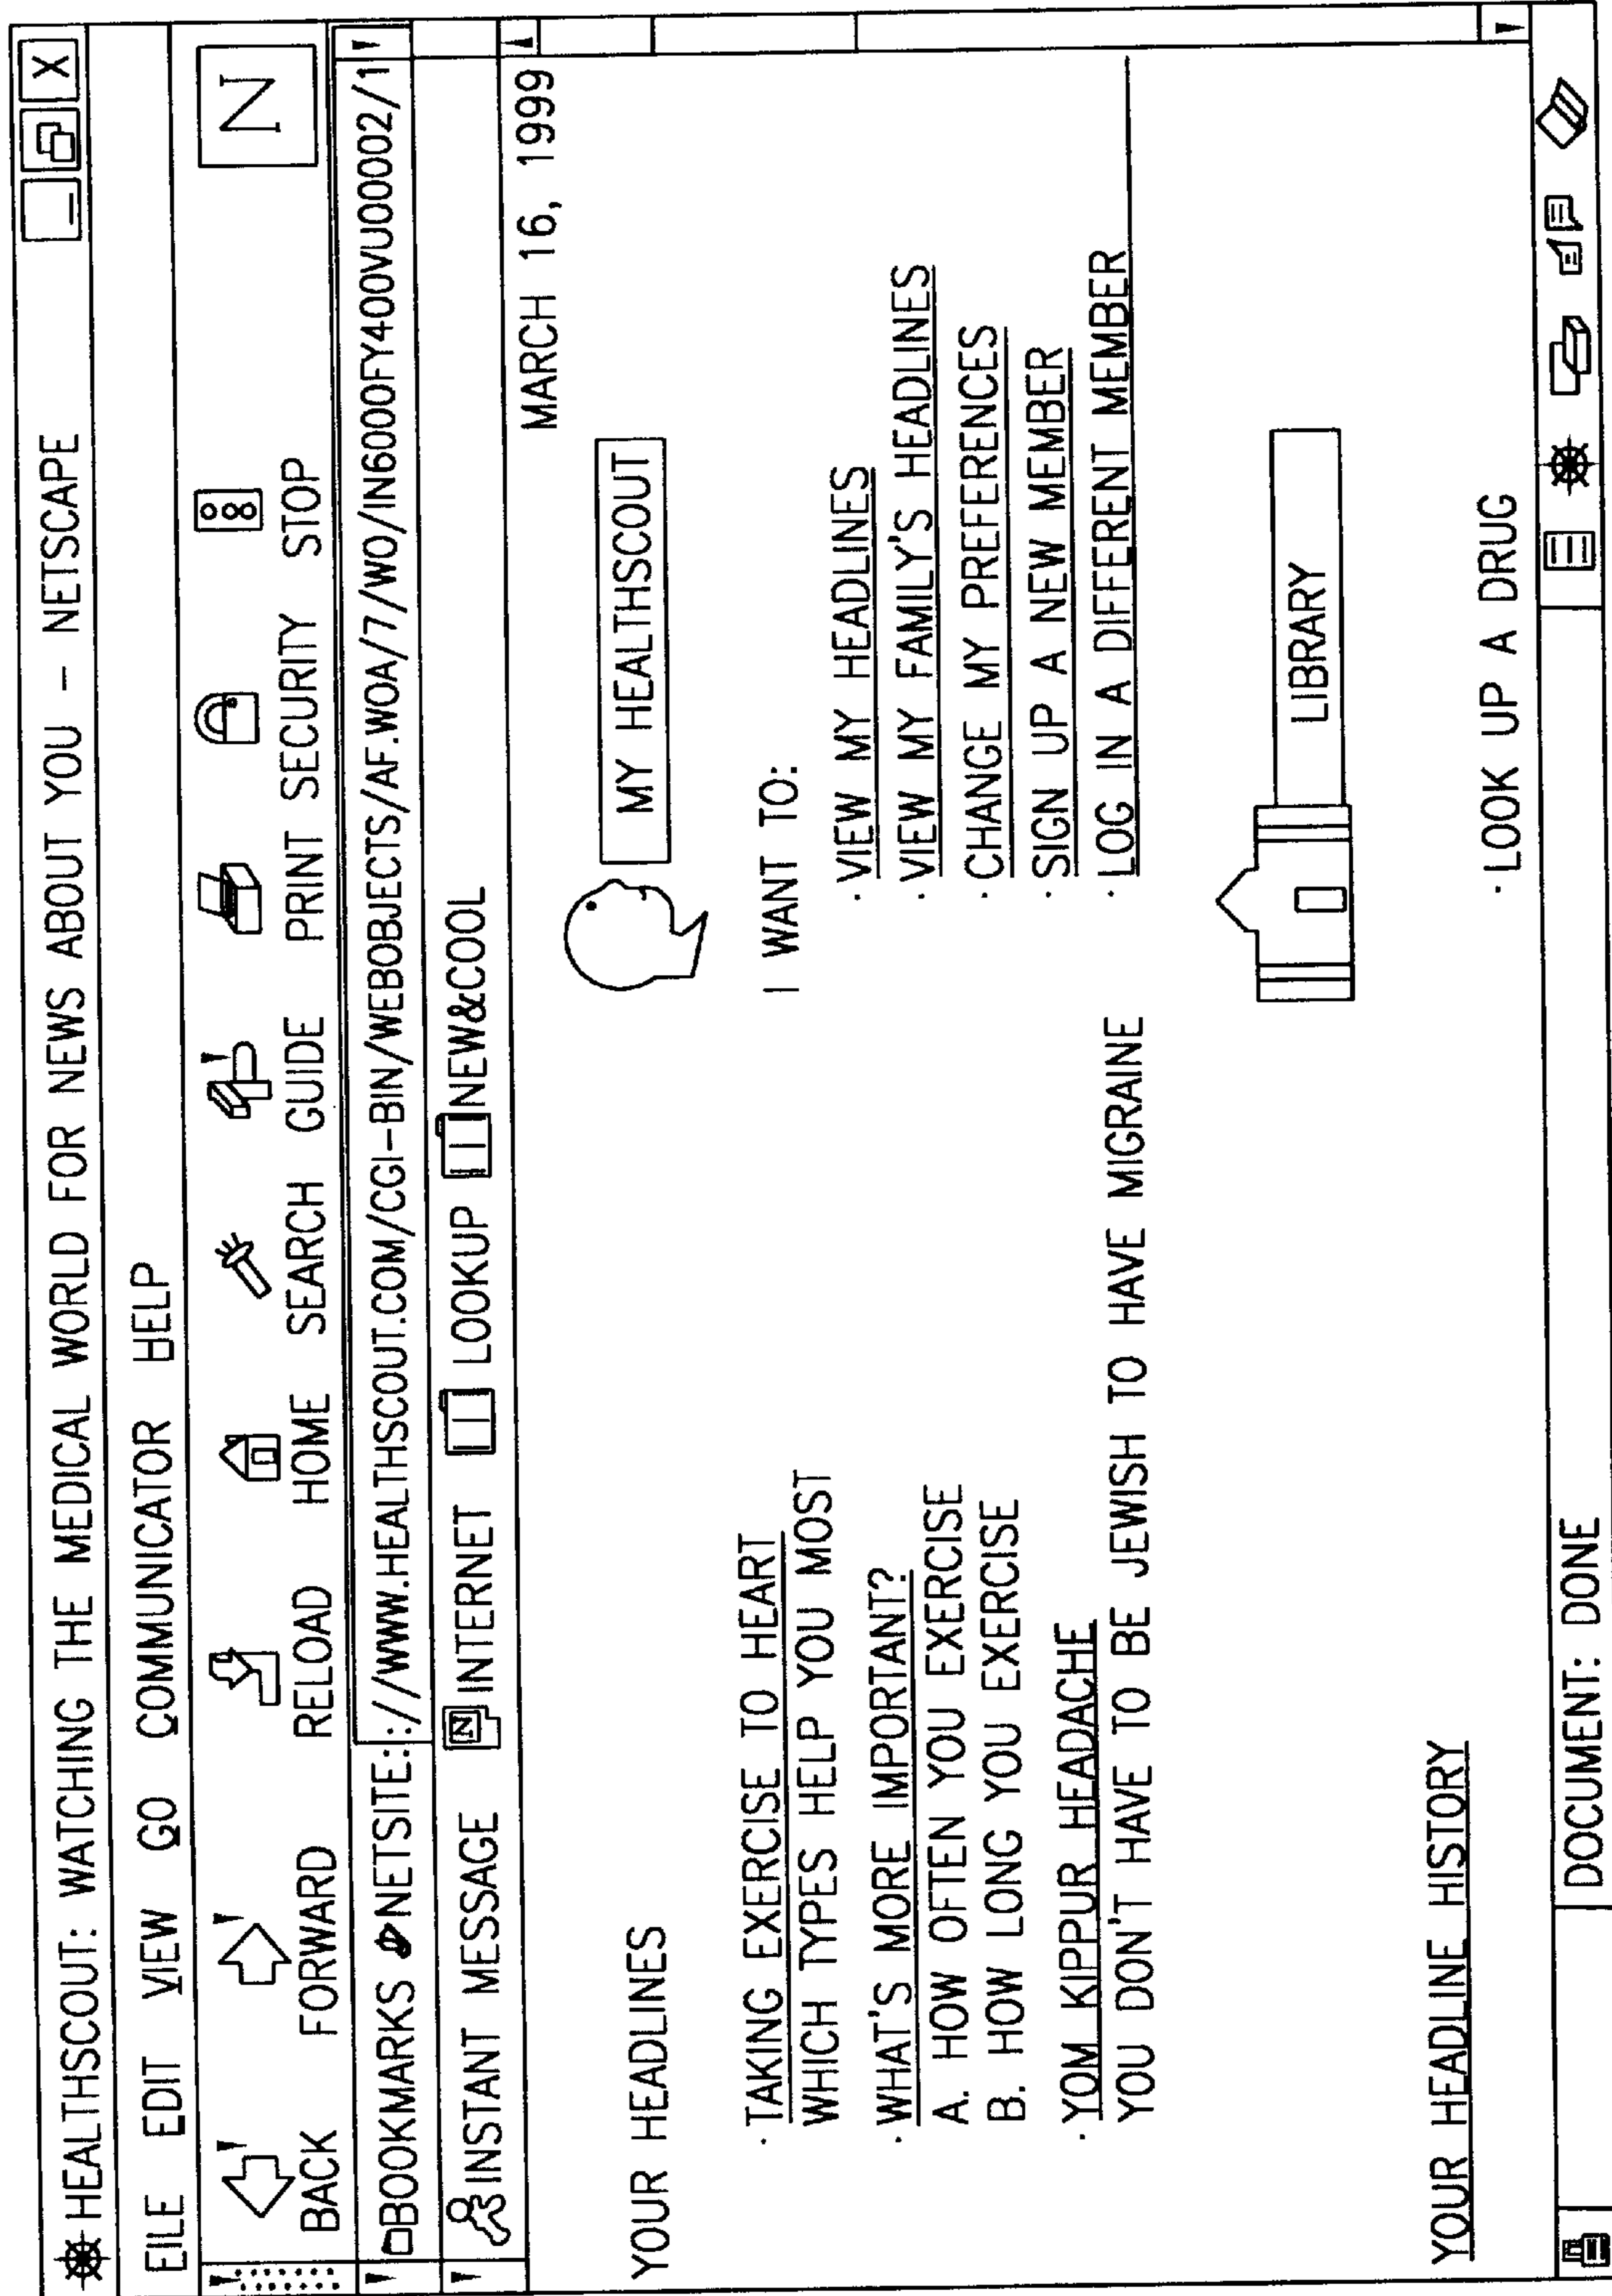 HEALTHSCOUT: WATCHING THE MEDICAL WORLD FOR NEWS ABOUT YOU - NETSCAPE
_ X
FILE EDIT VIEW GO COMMUNICATOR HELP
BACK FORWARD RELOAD HOME SEARCH GUIDE PRINT SECURITY STOP
N
BOOKMARKS NETSITE: ://WWW.HEALTHSCOUT.COM/CGI-BIN/WEBOBJECTS/AF.WOA/7/WO/IN6000FY400VU00002/1
INSTANT MESSAGE N INTERNET LOOKUP NEW&COOL
MARCH 16, 1999
YOUR HEADLINES
· TAKING EXERCISE TO HEART
WHICH TYPES HELP YOU MOST
· WHAT'S MORE IMPORTANT?
A. HOW OFTEN YOU EXERCISE
B. HOW LONG YOU EXERCISE
· YOM KIPPUR HEADACHE
YOU DON'T HAVE TO BE JEWISH TO HAVE MIGRAINE
YOUR HEADLINE HISTORY
MY HEALTHSCOUT
I WANT TO:
· VIEW MY HEADLINES
· VIEW MY FAMILY'S HEADLINES
· CHANGE MY PREFERENCES
· SIGN UP A NEW MEMBER
· LOG IN A DIFFERENT MEMBER
LIBRARY
· LOOK UP A DRUG
DOCUMENT: DONE